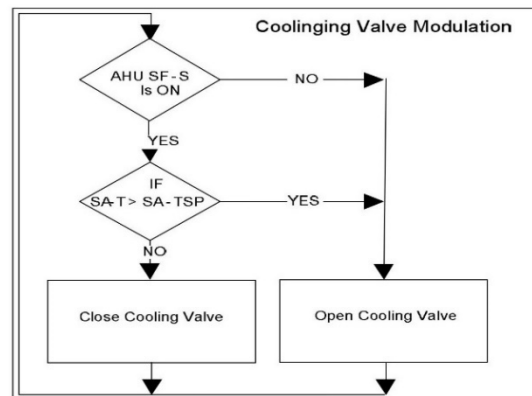 Coolinging Valve Modulation
AHU SF-S
Is ON
NO
YES
IF
SA-T> SA-TSP
YES
NO
Close Cooling Valve
Open Cooling Valve